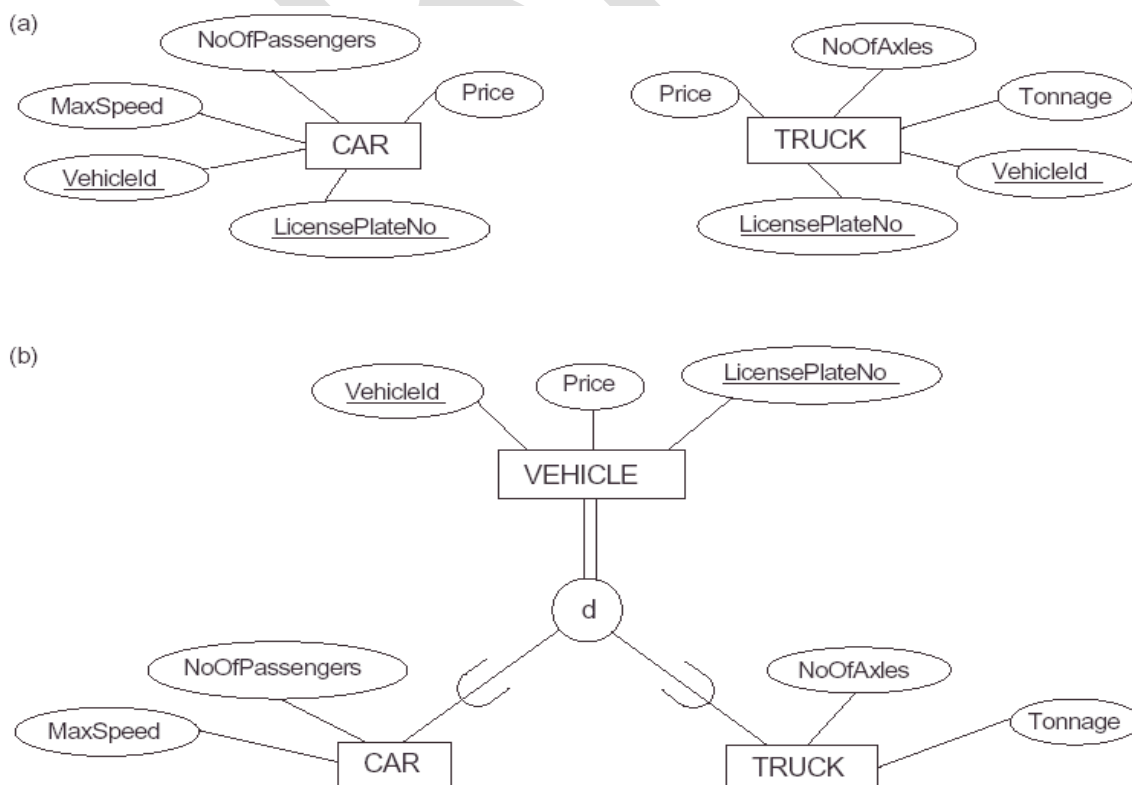 (a)
NoOfPassengers
NoOfAxles
MaxSpeed
Price
Price
Tonnage
CAR
TRUCK
VehicleId
VehicleId
LicensePlateNo
LicensePlateNo
(b)
VehicleId
Price
LicensePlateNo
VEHICLE
d
NoOfPassengers
NoOfAxles
MaxSpeed
Tonnage
CAR
TRUCK